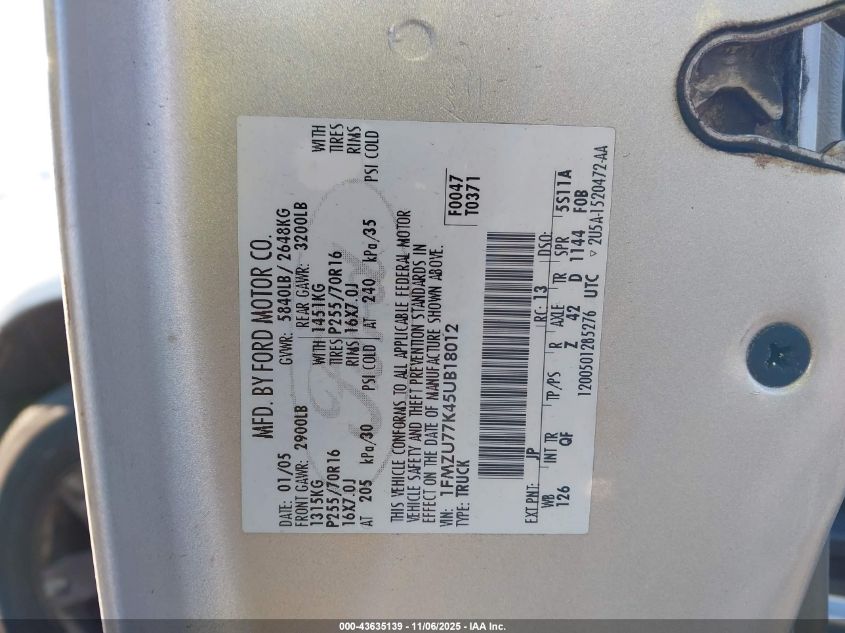 MFD. BY FORD MOTOR CO.
DATE: 01/05 GVWR: 5840LB/ 2648KG
FRONT GAWR: 2900LB REAR GAWR: 3200LB
1315KG WITH 1451KG WITH
P255/70R16 TIRES P255/70R16 TIRES
16X7.0J RIMS 16X7.0J RIMS
AT 205 kPa/30 PSI COLD AT 240 kPa/35 PSI COLD
THIS VEHICLE CONFORMS TO ALL APPLICABLE FEDERAL MOTOR
VEHICLE SAFETY AND THEFT PREVENTION STANDARDS IN
EFFECT ON THE DATE OF MANUFACTURE SHOWN ABOVE.
VIN: 1FMZU77K45UB18012 F0047
TYPE: TRUCK T0371
EXT PNT: JP RC: 13 DSO:
WB INT TR TP/PS R AXLE TR SPR
126 QF Z 42 D 1144 5S11A
F0B
1200501285276 UTC ▽ 2U5A-1520472-AA
Ford
000-43635139 - 11/06/2025 - IAA Inc.